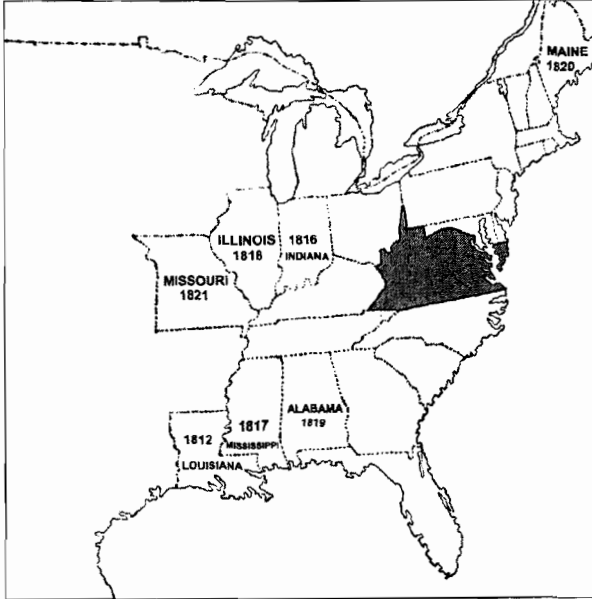 MAINE
1820
ILLINOIS
1818
1816
INDIANA
MISSOURI
1821
ALABAMA
1819
1817
MISSISSIPPI
1812
LOUISIANA